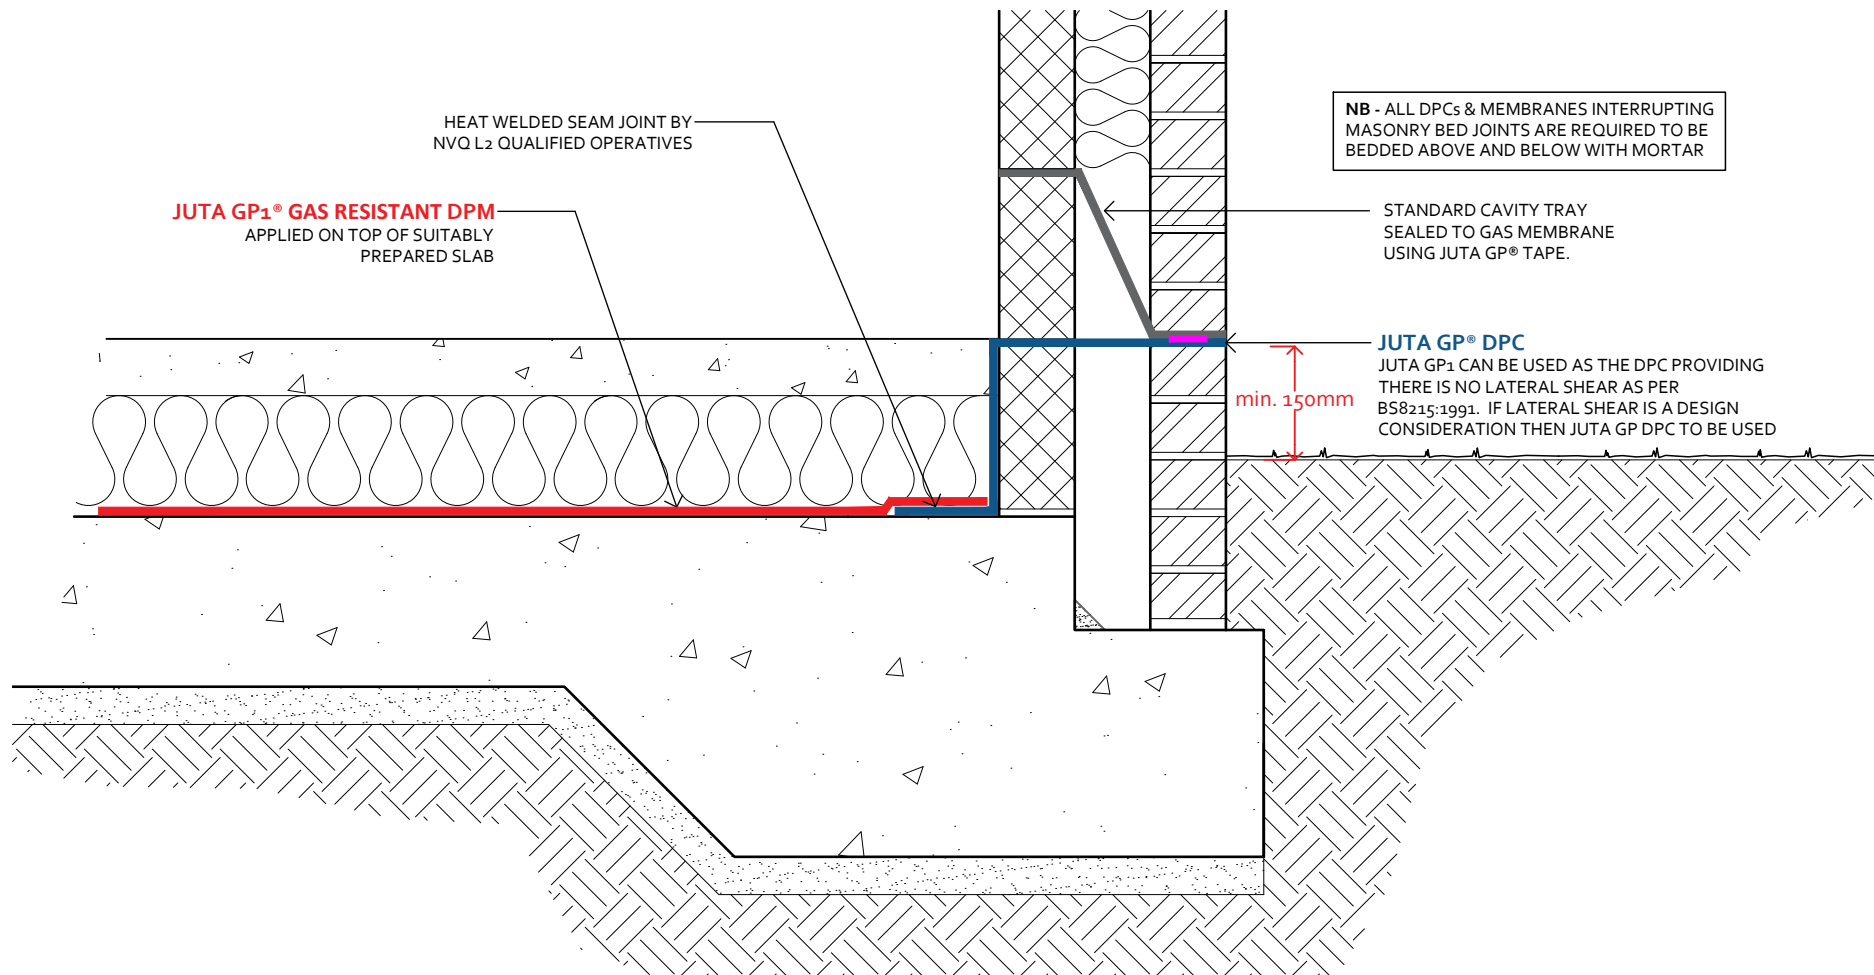 HEAT WELDED SEAM JOINT BY
NVQ L2 QUALIFIED OPERATIVES
JUTA GP1® GAS RESISTANT DPM
APPLIED ON TOP OF SUITABLY
PREPARED SLAB
NB - ALL DPCs & MEMBRANES INTERRUPTING
MASONRY BED JOINTS ARE REQUIRED TO BE
BEDDED ABOVE AND BELOW WITH MORTAR
STANDARD CAVITY TRAY
SEALED TO GAS MEMBRANE
USING JUTA GP® TAPE.
JUTA GP® DPC
JUTA GP1 CAN BE USED AS THE DPC PROVIDING
THERE IS NO LATERAL SHEAR AS PER
BS8215:1991. IF LATERAL SHEAR IS A DESIGN
CONSIDERATION THEN JUTA GP DPC TO BE USED
min. 150mm